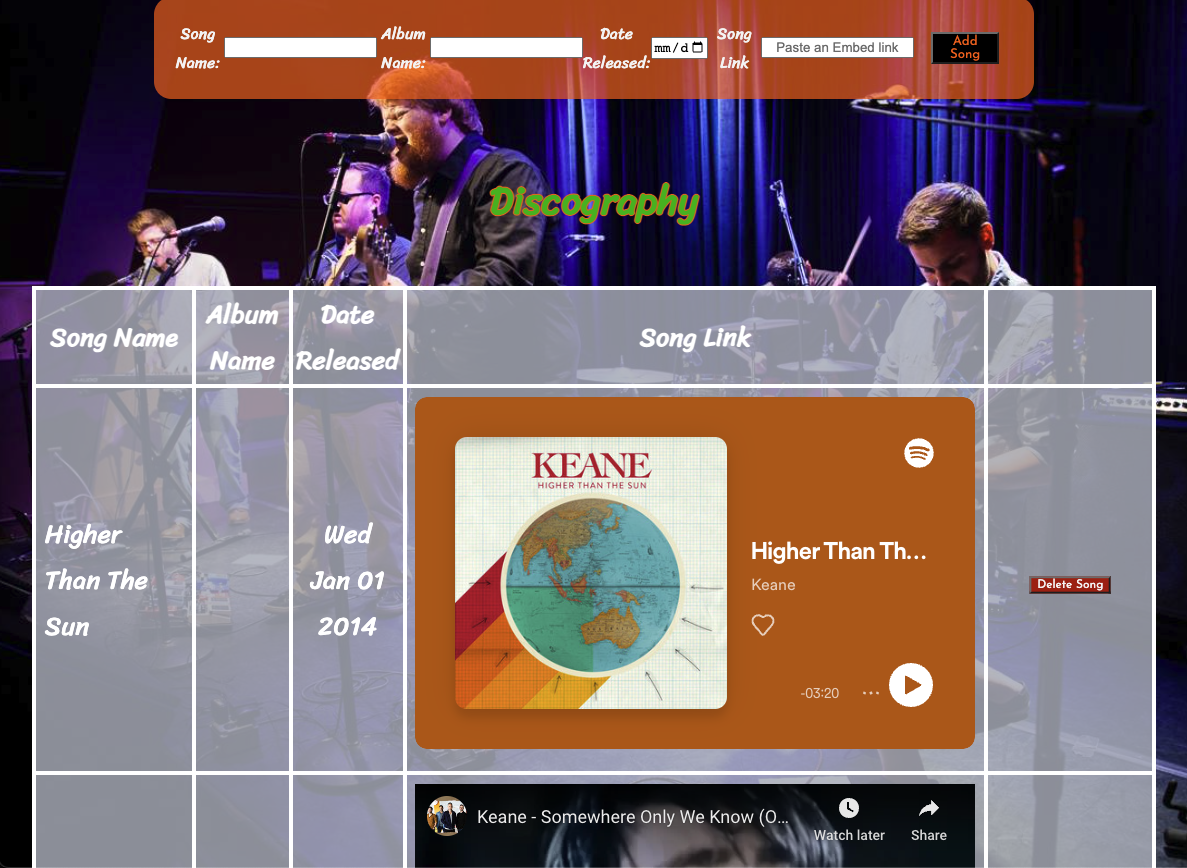 Song Name:
Album Name:
Date Released:
mm/d
Song Link
Paste an Embed link
Add Song
Discography
Song Name
Album Name
Date Released
Song Link
Higher Than The Sun
Wed Jan 01 2014
KEANE
HIGHER THAN THE SUN
Higher Than Th...
Keane
-03:20
Delete Song
Keane - Somewhere Only We Know (O...
Watch later
Share